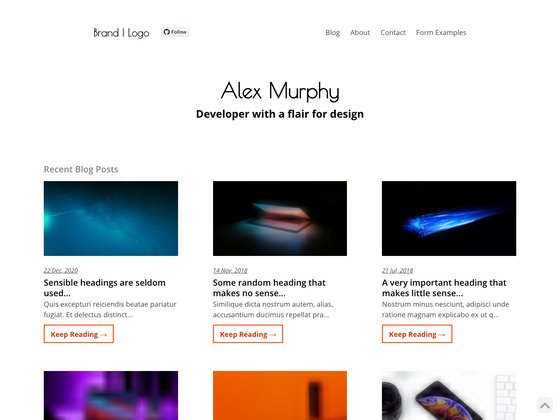 Brand | Logo
Follow
Blog About Contact Form Examples
Alex Murphy
Developer with a flair for design
Recent Blog Posts
22 Dec, 2020
Sensible headings are seldom
used...
Quis excepturi reiciendis beatae pariatur
fugiat. Et delectus distinct...
Keep Reading →
14 Nov, 2018
Some random heading that
makes no sense...
Similique dicta nostrum autem, alias,
accusantium ducimus repellat pra...
Keep Reading →
21 Jul, 2018
A very important heading that
makes little sense...
Nostrum minus nesciunt, adipisci unde
ratione magnam explicabo ex ut q...
Keep Reading →